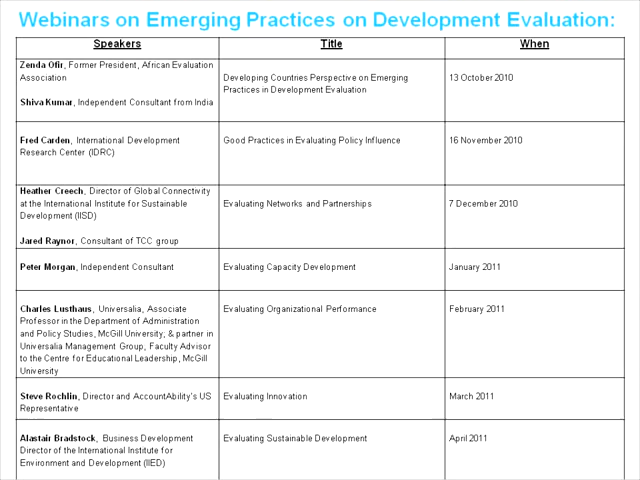 Webinars on Emerging Practices on Development Evaluation:
Speakers Title When
Zenda Ofir, Former President, African Evaluation
Association
Shiva Kumar, Independent Consultant from India
Developing Countries Perspective on Emerging
Practices in Development Evaluation
13 October 2010
Fred Carden, International Development
Research Center (IDRC)
Good Practices in Evaluating Policy Influence
16 November 2010
Heather Creech, Director of Global Connectivity
at the International Institute for Sustainable
Development (IISD)
Jared Raynor, Consultant of TCC group
Evaluating Networks and Partnerships
7 December 2010
Peter Morgan, Independent Consultant
Evaluating Capacity Development
January 2011
Charles Lusthaus, Universalia, Associate
Professor in the Department of Administration
and Policy Studies, McGill University; & partner in
Universalia Management Group, Faculty Advisor
to the Centre for Educational Leadership, McGill
University
Evaluating Organizational Performance
February 2011
Steve Rochlin, Director and AccountAbility's US
Representative
Evaluating Innovation
March 2011
Alastair Bradstock, Business Development
Director of the International Institute for
Environment and Development (IIED)
Evaluating Sustainable Development
April 2011